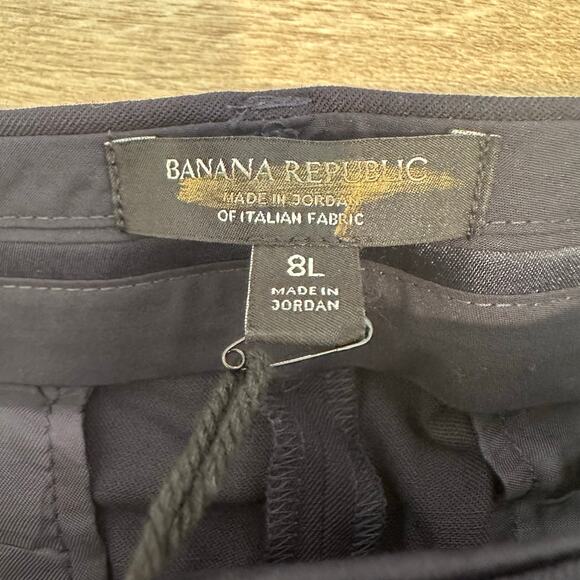 BANANA REPUBLIC
MADE IN JORDAN
OF ITALIAN FABRIC
8L
MADE IN
JORDAN